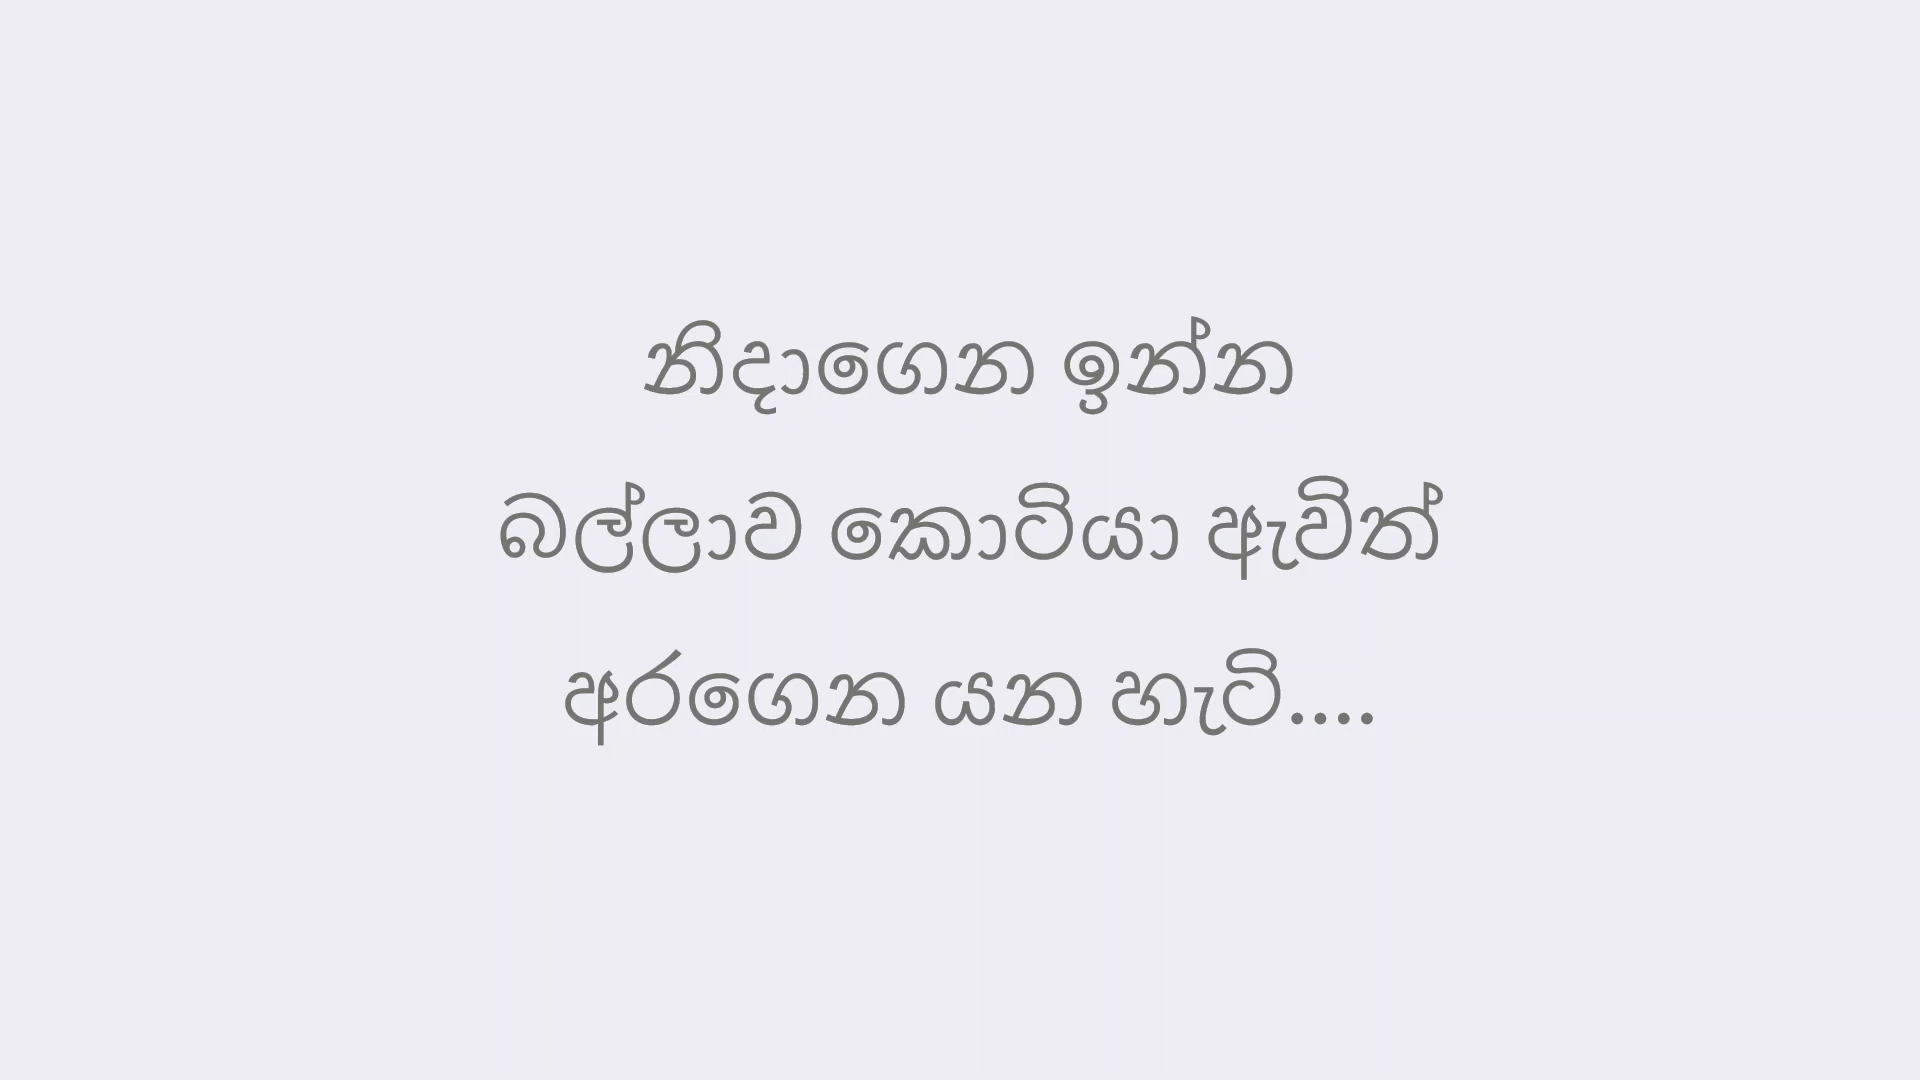 නිදාගෙන ඉන්න
බල්ලාව කොටියා ඇවිත්
අරගෙන යන හැටි....